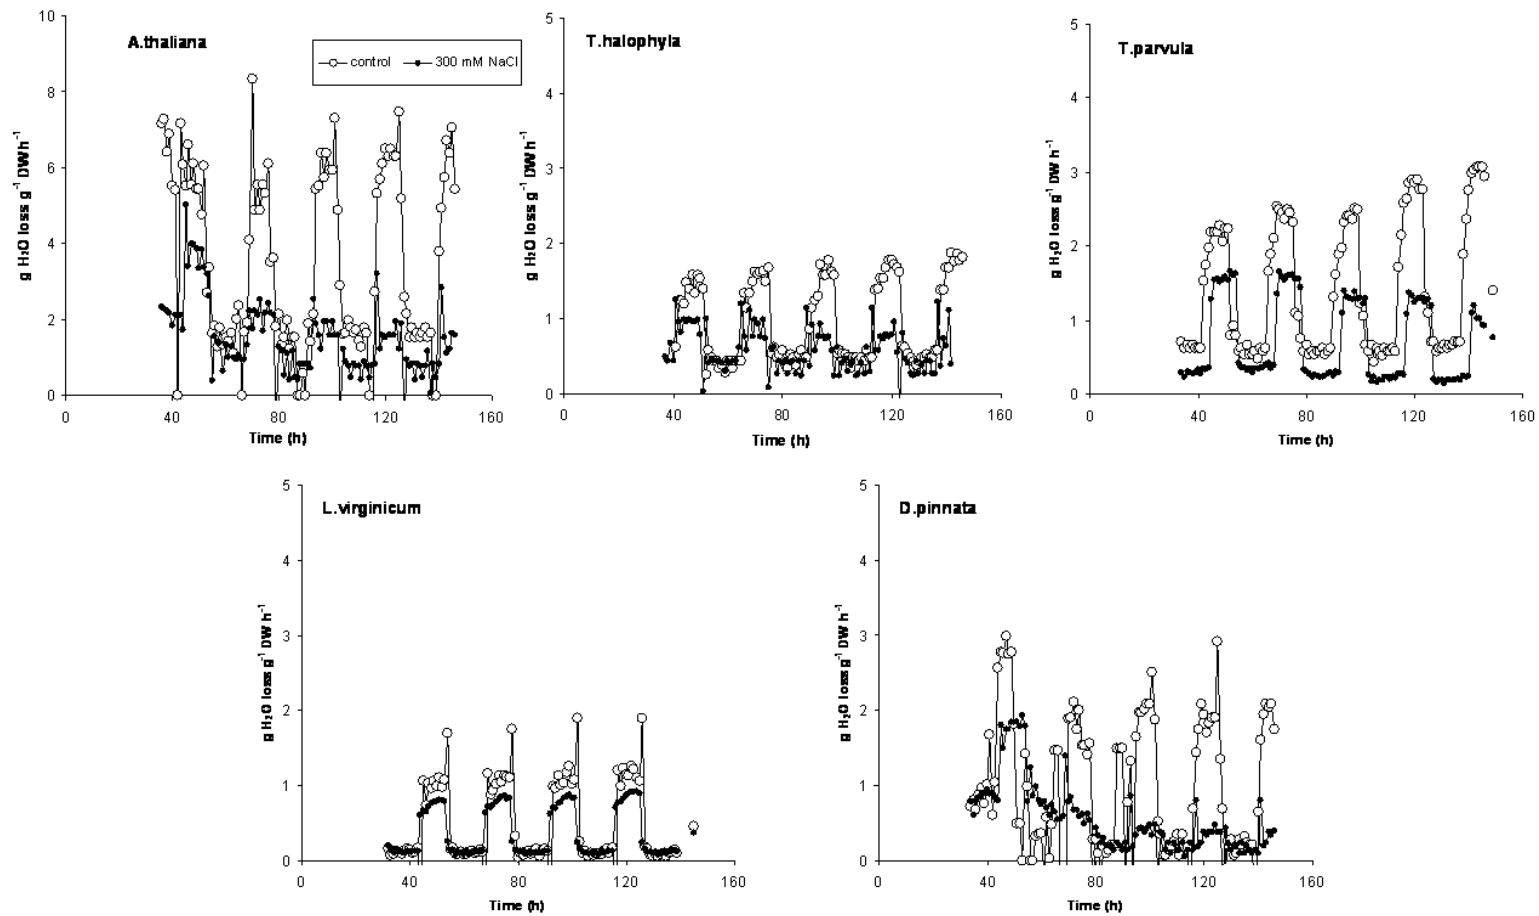 A.thaliana
control 300 mM NaCl
g H₂O loss g⁻¹ DW h⁻¹
10
8
6
4
2
0
0 40 80 120 160
Time (h)
T.halophyla
g H₂O loss g⁻¹ DW h⁻¹
5
4
3
2
1
0
0 40 80 120 160
Time (h)
T.parvula
g H₂O loss g⁻¹ DW h⁻¹
5
4
3
2
1
0
0 40 80 120 160
Time (h)
L.virginicum
g H₂O loss g⁻¹ DW h⁻¹
5
4
3
2
1
0
0 40 80 120 160
Time (h)
D.pinnata
g H₂O loss g⁻¹ DW h⁻¹
5
4
3
2
1
0
0 40 80 120 160
Time (h)